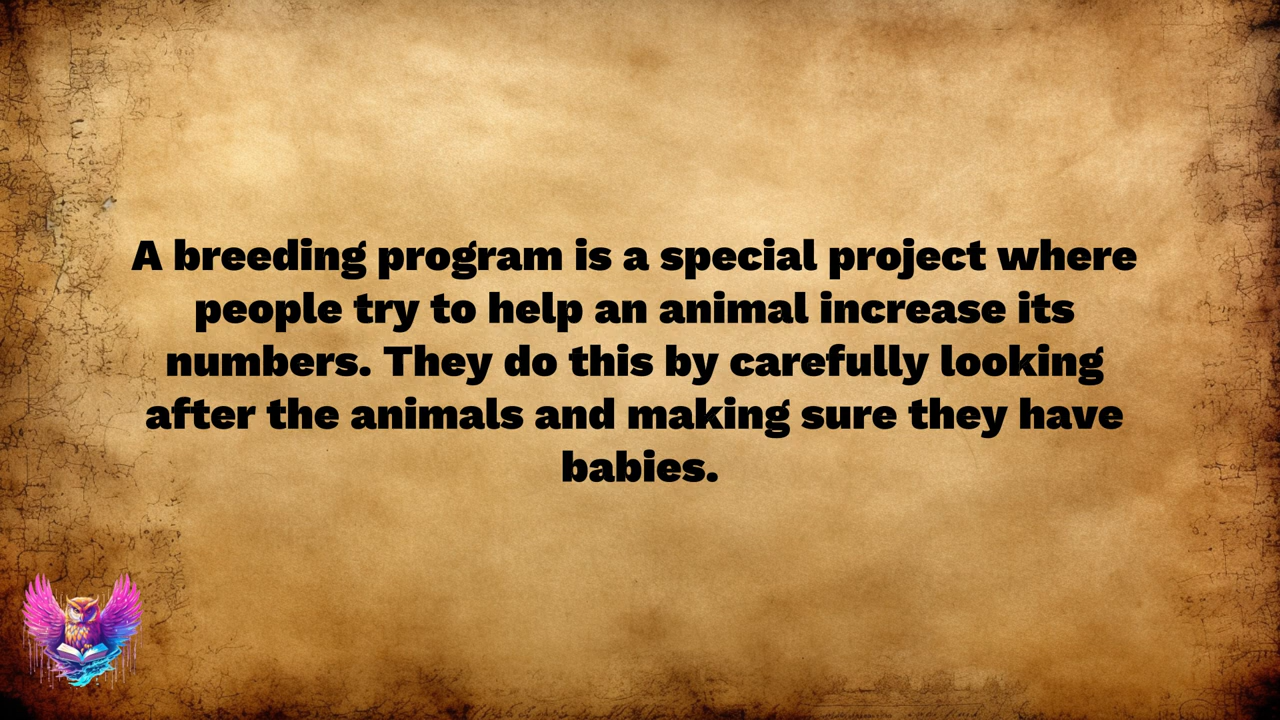 A breeding program is a special project where
people try to help an animal increase its
numbers. They do this by carefully looking
after the animals and making sure they have
babies.